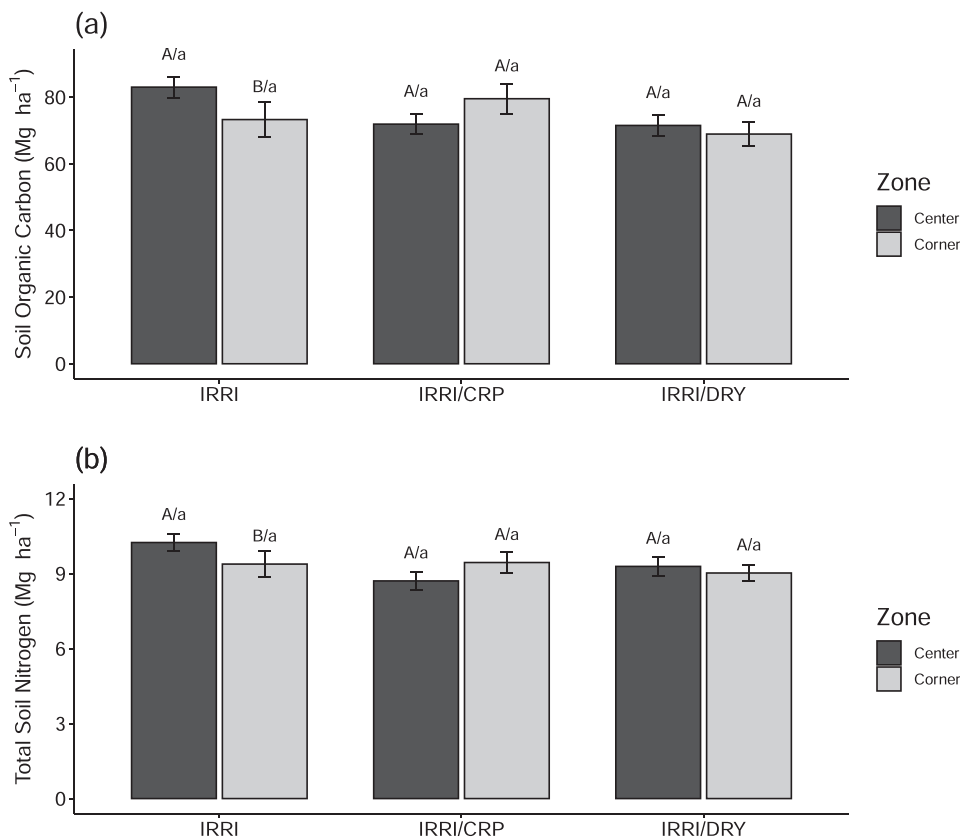 (a)
Soil Organic Carbon (Mg ha⁻¹)
80
60
40
20
0
A/a
B/a
A/a
A/a
A/a
A/a
IRRI
IRRI/CRP
IRRI/DRY
Zone
Center
Corner
(b)
Total Soil Nitrogen (Mg ha⁻¹)
12
9
6
3
0
A/a
B/a
A/a
A/a
A/a
A/a
IRRI
IRRI/CRP
IRRI/DRY
Zone
Center
Corner